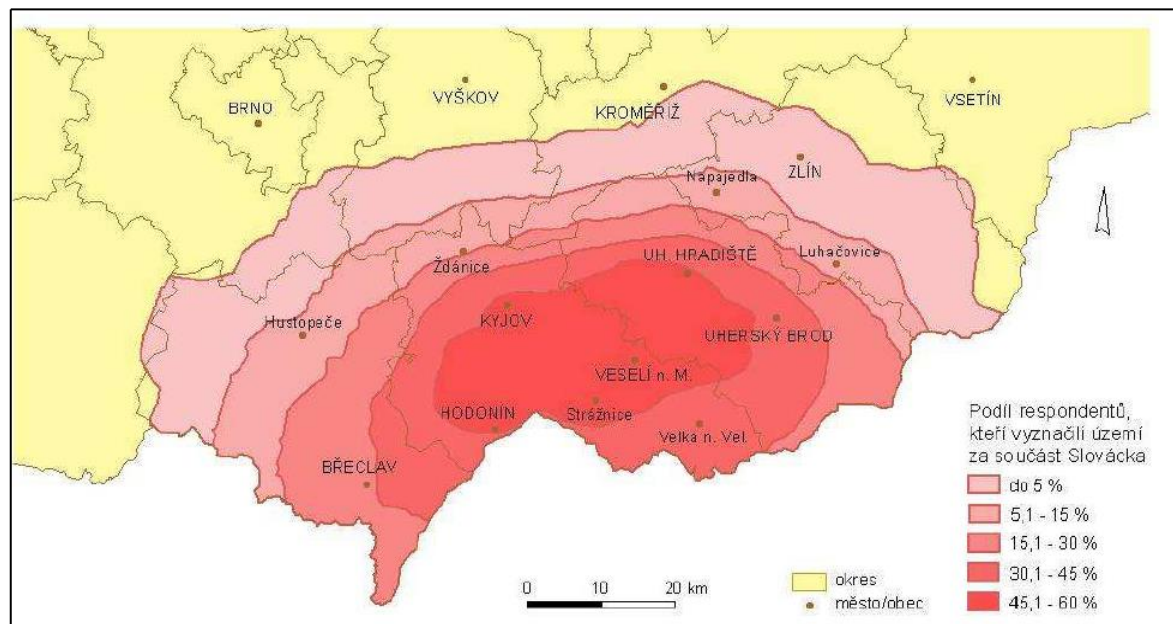 VYŠKOV
VSETÍN
BRNO
KROMĚŘÍŽ
ZLÍN
Napajedla
Ždánice
UH. HRADIŠTĚ
Luhačovice
Hustopeče
KYJOV
UHERSKÝ BROD
VESELÍ n. M.
HODONÍN
Strážnice
Velka n. Vel.
BŘECLAV
Podíl respondentů,
kteří vyznačili území
za součást Slovácka
do 5 %
5,1 - 15 %
15,1 - 30 %
30,1 - 45 %
45,1 - 60 %
0 10 20 km
okres
město/obec